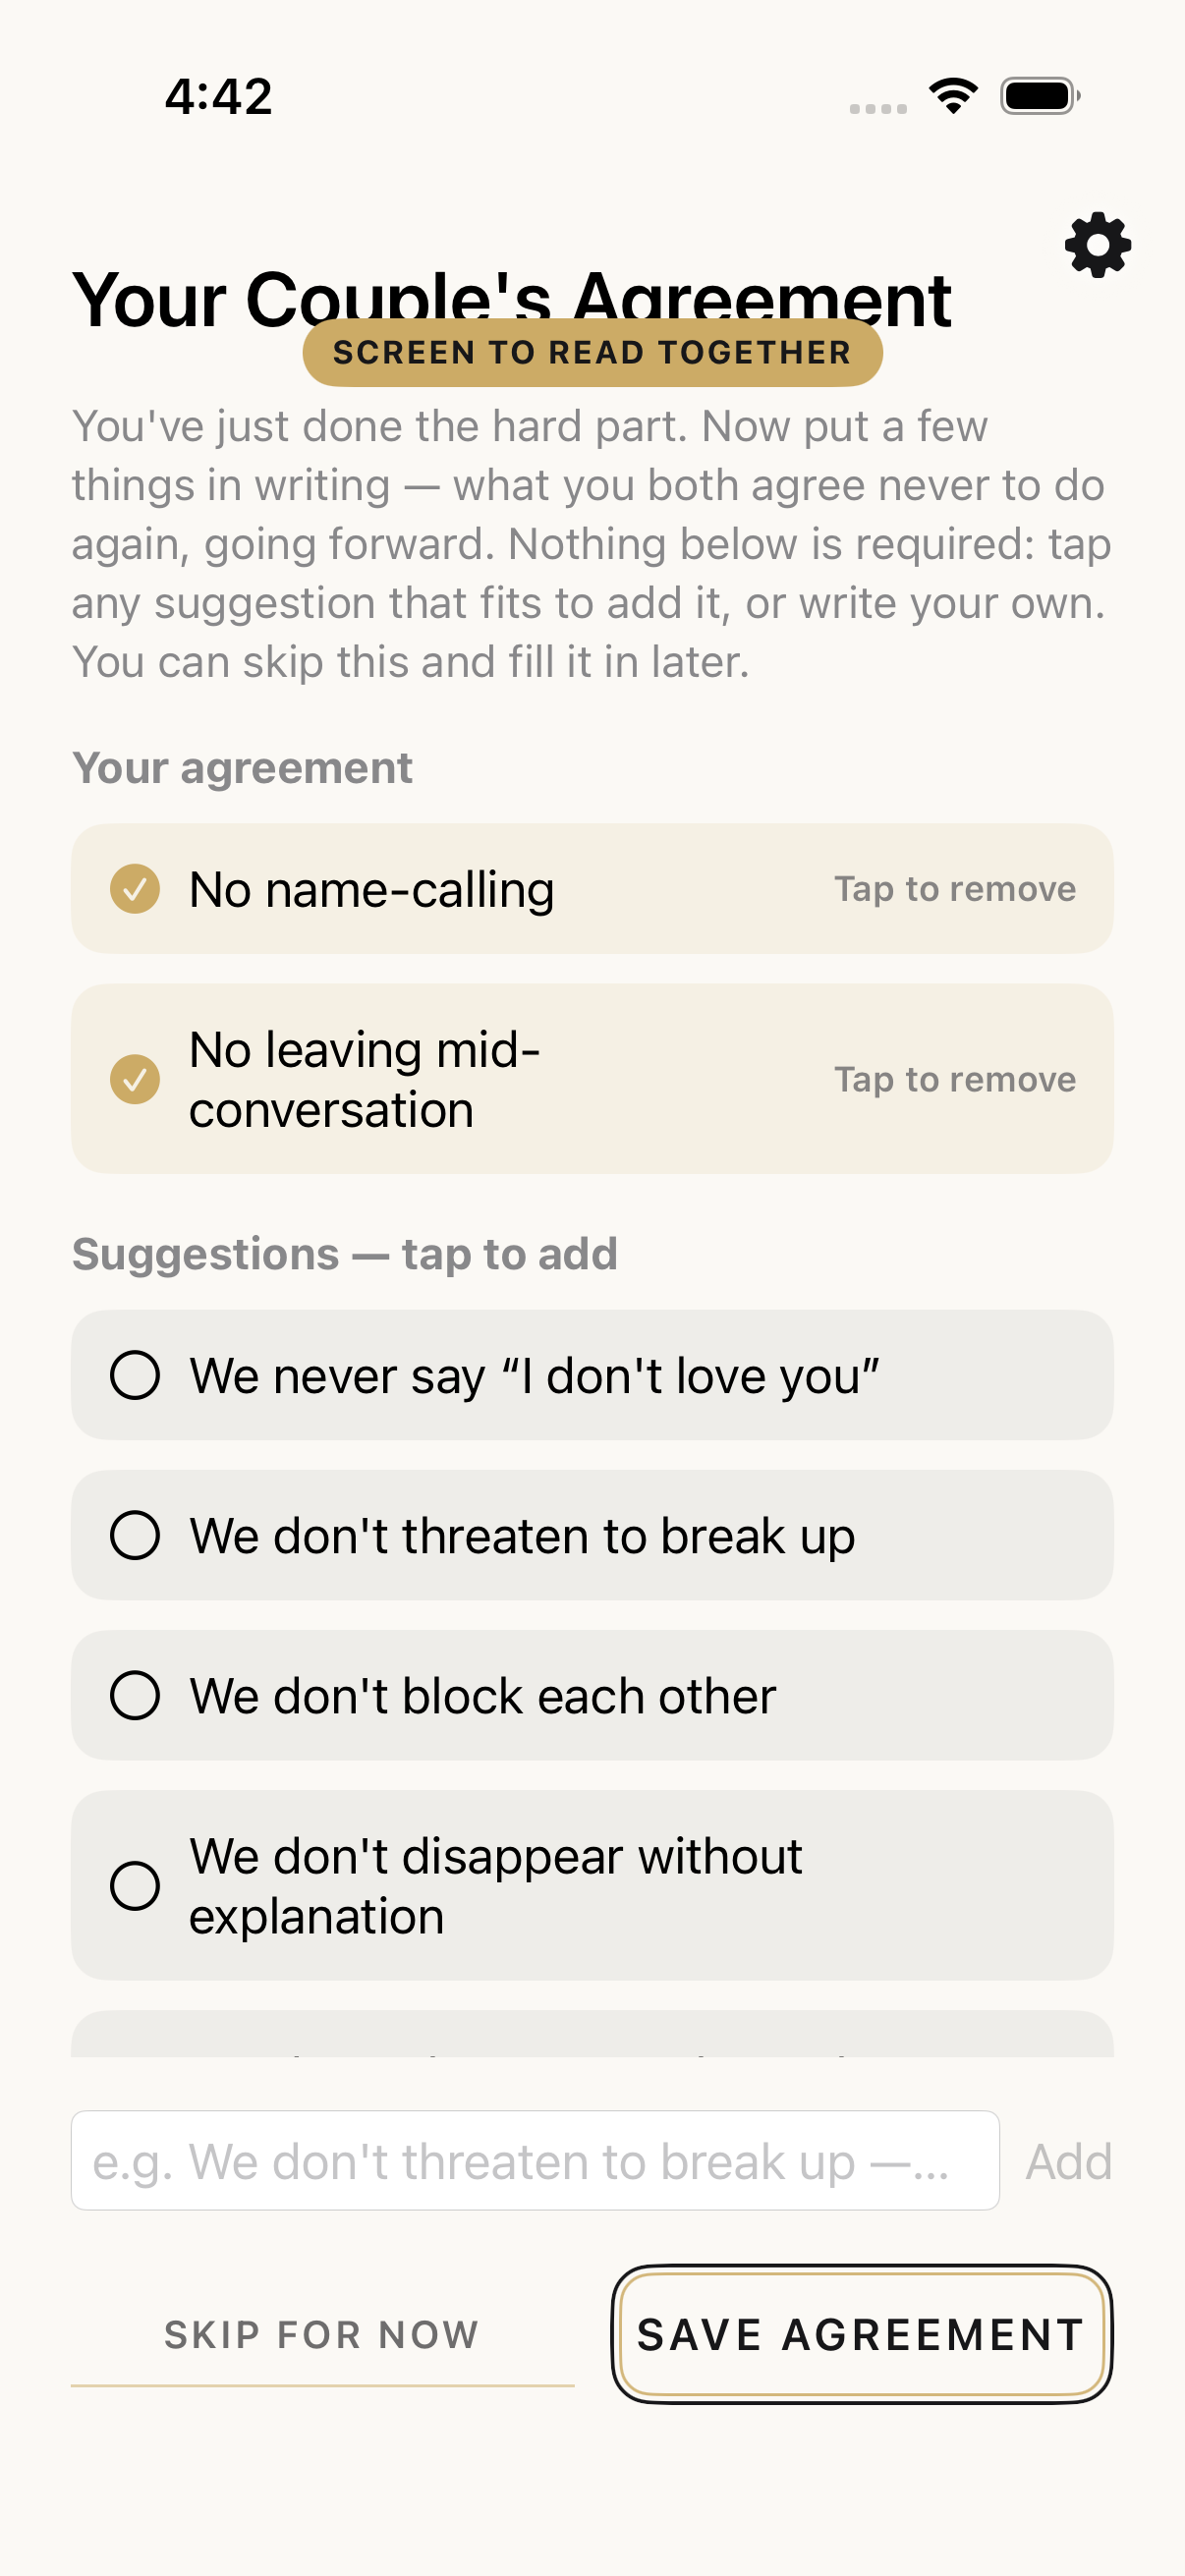 4:42
Your Couple's Agreement
SCREEN TO READ TOGETHER
You've just done the hard part. Now put a few
things in writing — what you both agree never to do
again, going forward. Nothing below is required: tap
any suggestion that fits to add it, or write your own.
You can skip this and fill it in later.
Your agreement
No name-calling
Tap to remove
No leaving mid-
conversation
Tap to remove
Suggestions — tap to add
We never say “I don't love you”
We don't threaten to break up
We don't block each other
We don't disappear without
explanation
e.g. We don't threaten to break up —...
Add
SKIP FOR NOW
SAVE AGREEMENT